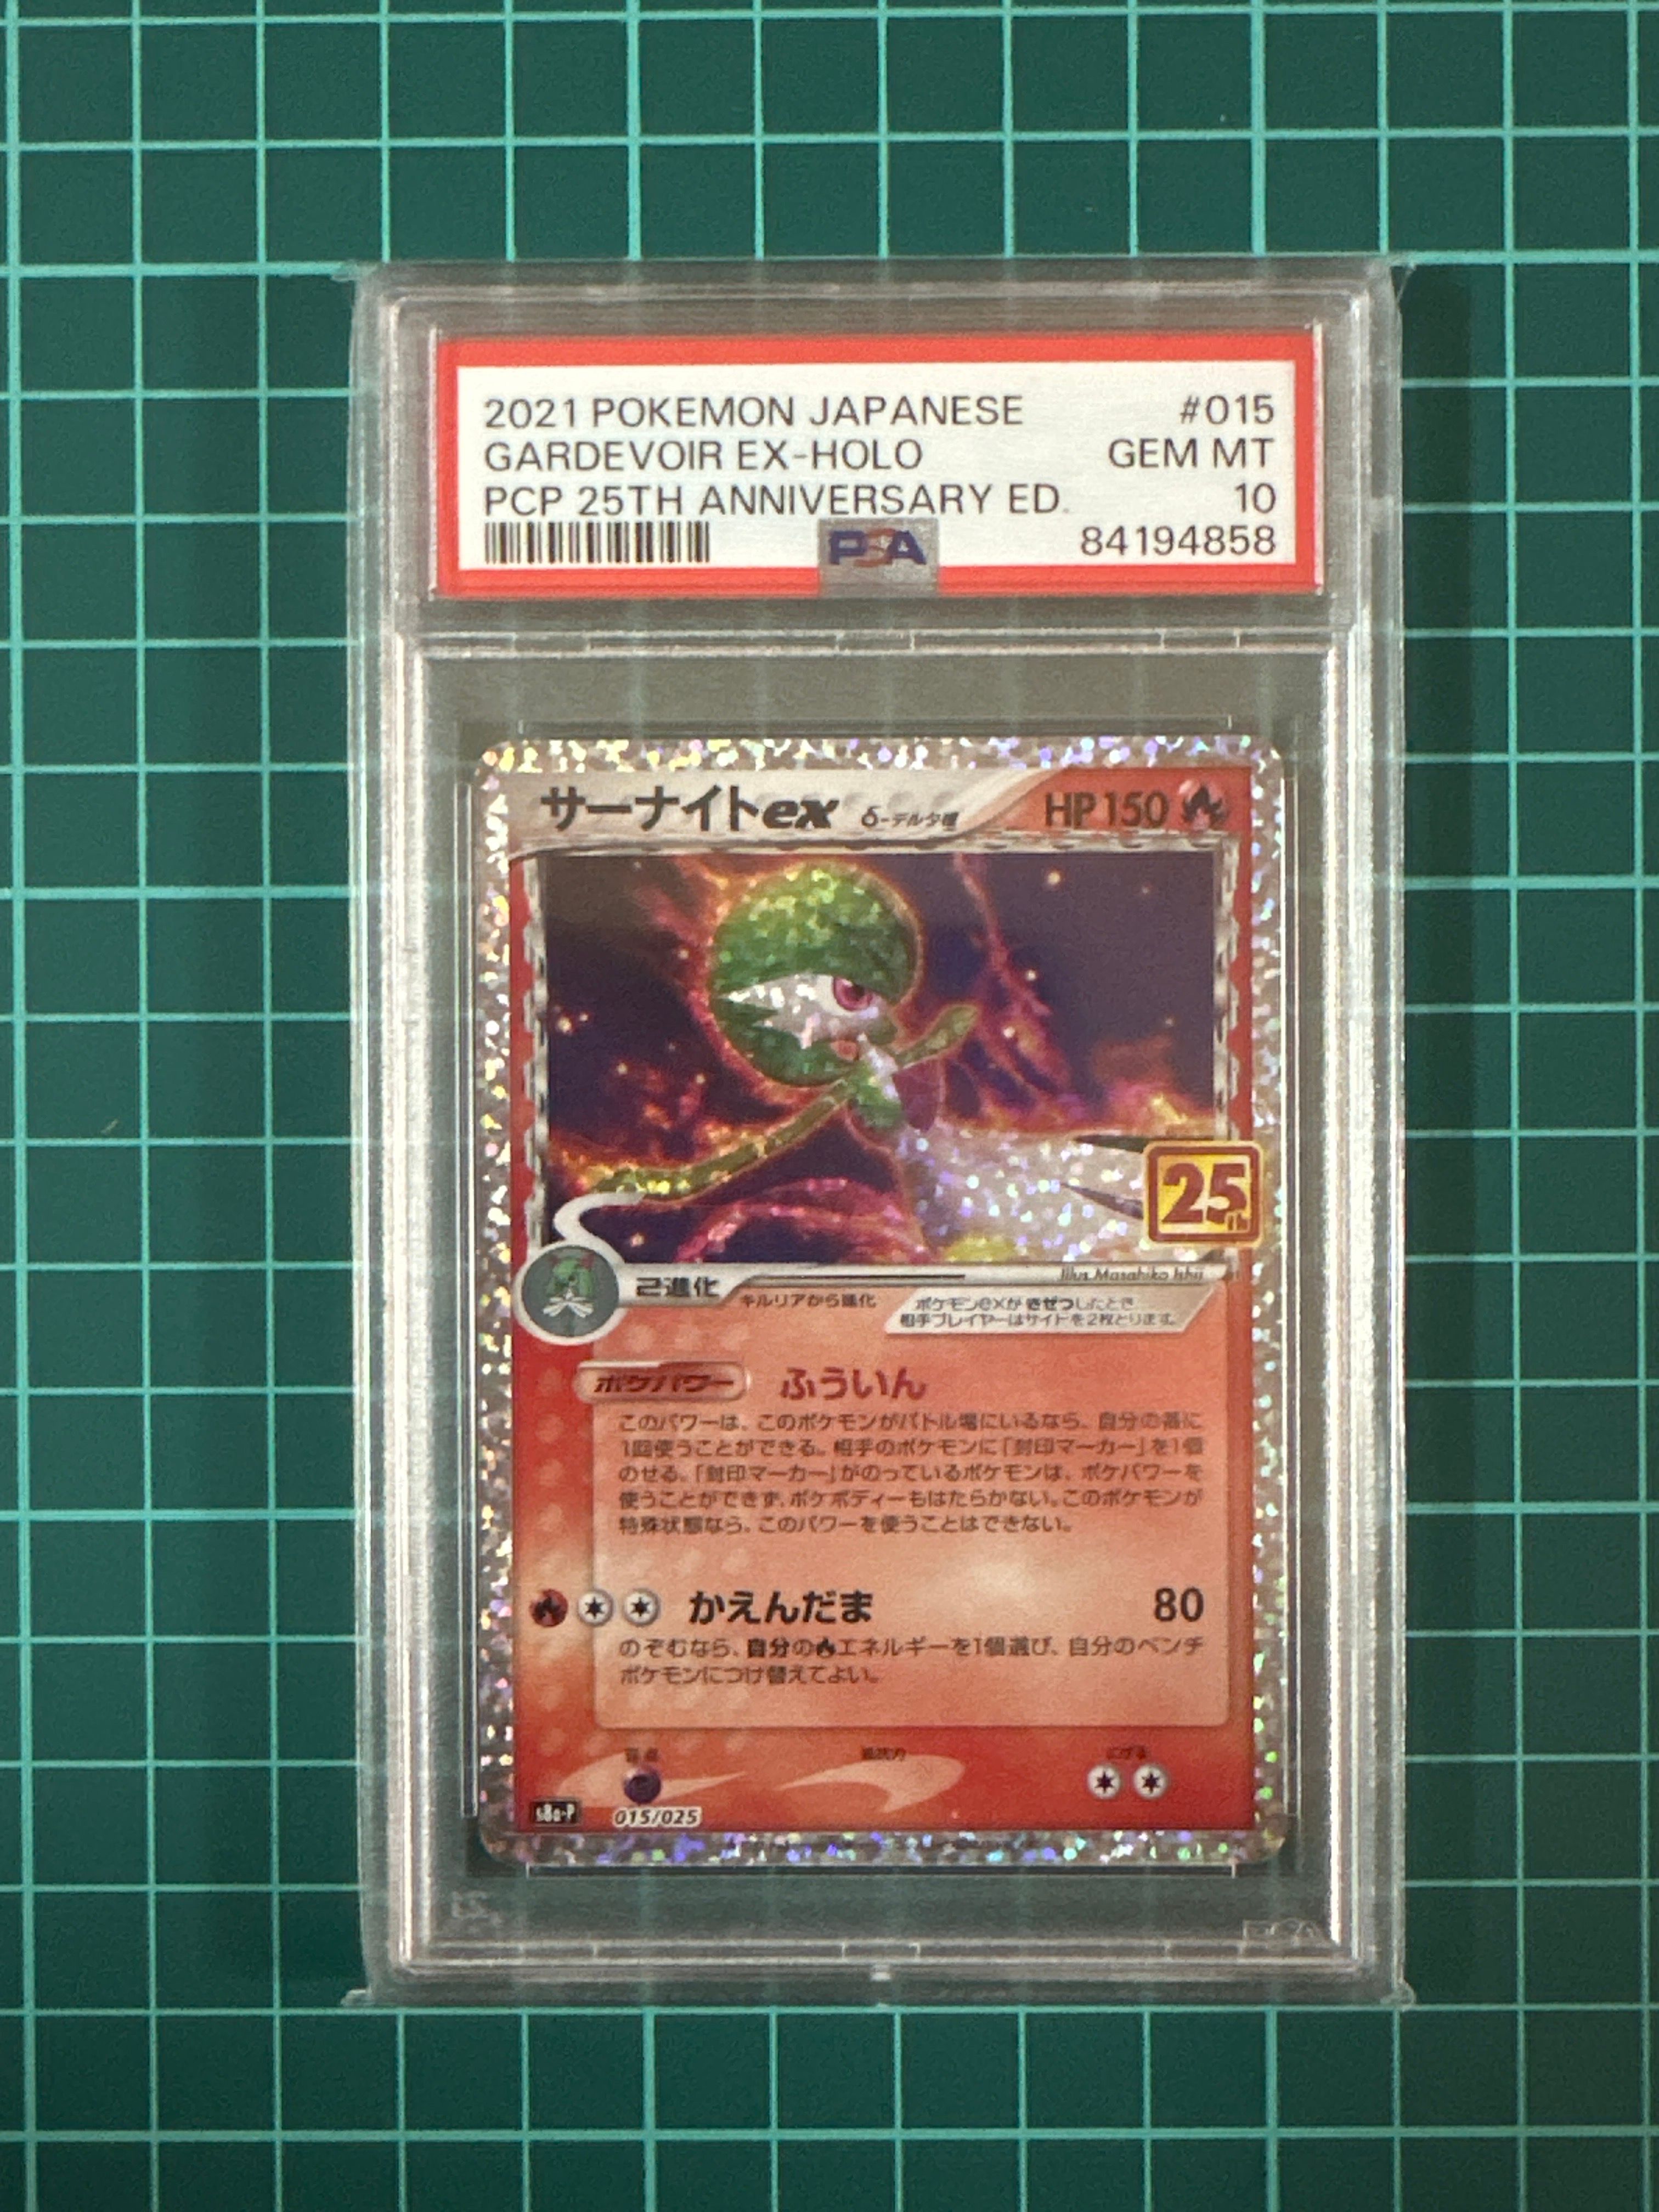 2021 POKEMON JAPANESE #015
GARDEVOIR EX-HOLO GEM MT
PCP 25TH ANNIVERSARY ED. 10
PSA 84194858
サーナイトex δ-デルタ種 HP150
25th
Illus. Masahiko Ishii
2進化 キルリアから進化
ポケモンexがきぜつしたとき、
相手プレイヤーはサイドを2枚とります。
ポケパワー ふういん
このパワーは、このポケモンがバトル場にいるなら、自分の番に
1回使うことができる。相手のポケモンに「封印マーカー」を1個
のせる。「封印マーカー」がのっているポケモンは、ポケパワーを
使うことができず、ポケボディーもはたらかない。このポケモンが
特殊状態なら、このパワーを使うことはできない。
かえんだま 80
のぞむなら、自分のエネルギーを1個選び、自分のベンチ
ポケモンにつけ替えてよい。
弱点 抵抗力 にげる
s8a-P 015/025
PSA